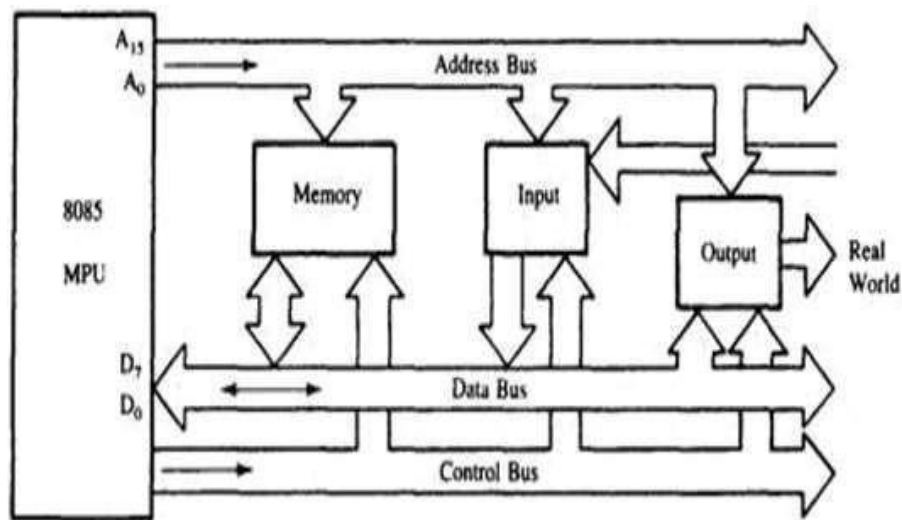 A₁₅
Address Bus
A₀
8085
MPU
Memory
Input
Output
Real
World
D₇
Data Bus
D₀
Control Bus